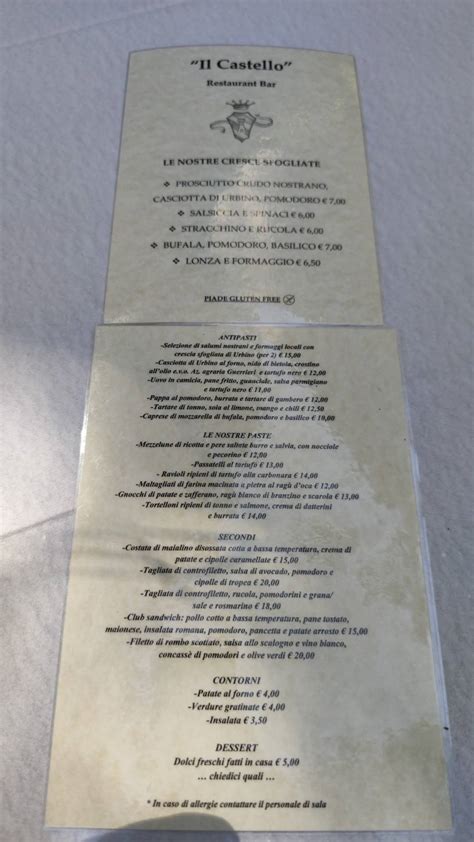 "Il Castello"
Restaurant Bar
LE NOSTRE CRESCE SFOGLIATE
❖ PROSCIUTTO CRUDO NOSTRANO,
CASCIOTTA DI URBINO, POMODORO € 7,00
❖ SALSICCIA E SPINACI € 6,00
❖ STRACCHINO E RUCOLA € 6,00
❖ BUFALA, POMODORO, BASILICO € 7,00
❖ LONZA E FORMAGGIO € 6,50
PIADE GLUTEN FREE
ANTIPASTI
-Selezione di salumi nostrani e formaggi locali con
crescia sfogliata di Urbino (per 2) € 15,00
-Casciotta di Urbino al forno, nido di bietola, crostino
all'olio e.v.o. Az. agraria Guerrieri e tartufo nero € 12,00
-Uovo in camicia, pane fritto, guanciale, salsa parmigiano
e tartufo nero € 11,00
-Pappa al pomodoro, burrata e tartare di gambero € 12,00
-Tartare di tonno, soia al lime, mango e chili € 12,50
-Caprese di mozzarella di bufala, pomodoro e basilico € 10,00
LE NOSTRE PASTE
-Mezzelune di ricotta e pere salate burro e salvia, con nocciole
e pecorino € 12,00
-Passatelli al tartufo € 13,00
- Ravioli ripieni di tartufo alla carbonara € 14,00
-Maltagliati di farina macinata a pietra al ragù d'oca € 12,00
-Gnocchi di patate e zafferano, ragù bianco di branzino e scarola € 13,00
-Tortelloni ripieni di tonno e salmone, crema di datterini
e burrata € 14,00
SECONDI
-Costata di maialino disossata cotta a bassa temperatura, crema di
patate e cipolle caramellate € 15,00
-Tagliata di controfiletto, salsa di avocado, pomodoro e
cipolle di tropea € 20,00
-Tagliata di controfiletto, rucola, pomodorini e grana/
sale e rosmarino € 18,00
-Club sandwich: pollo cotto a bassa temperatura, pane tostato,
maionese, insalata romana, pomodoro, pancetta e patate arrosto € 15,00
-Filetto di rombo scottato, salsa allo scalogno e vino bianco,
concassè di pomodori e olive verdi € 20,00
CONTORNI
-Patate al forno € 4,00
-Verdure gratinate € 4,00
-Insalata € 3,50
DESSERT
Dolci freschi fatti in casa € 5,00
... chiedici quali ...
* In caso di allergie contattare il personale di sala